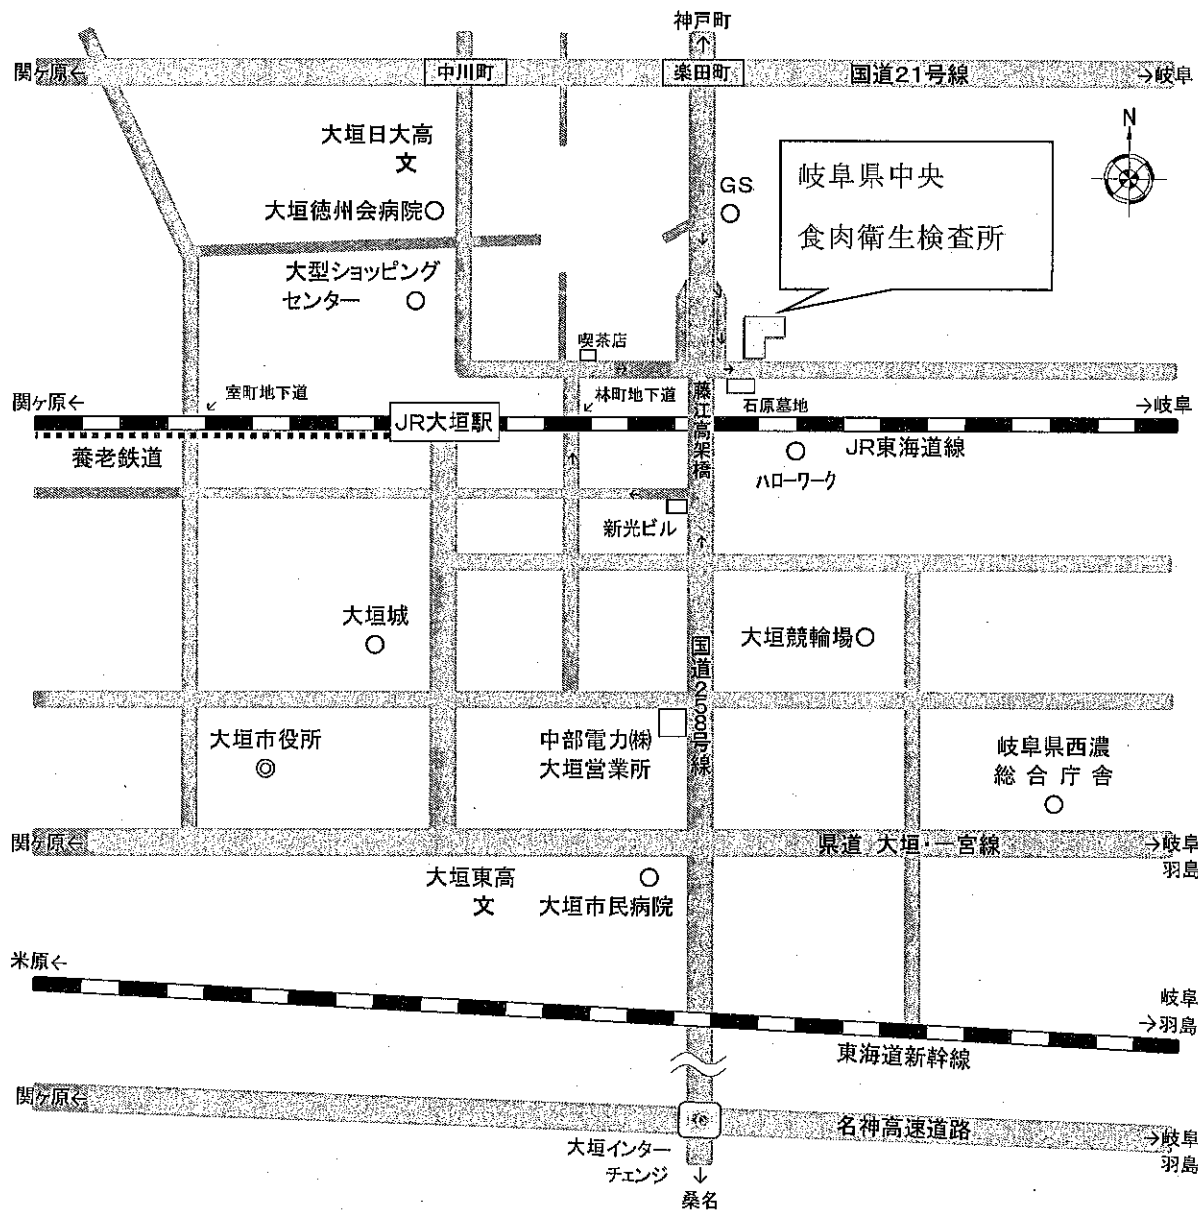 神戸町
関ヶ原←
中川町
楽田町
国道21号線
→岐阜
N
大垣日大高
文
岐阜県中央
食肉衛生検査所
GS
大垣徳州会病院
大型ショッピング
センター
喫茶店
室町地下道
林町地下道
関ヶ原←
→岐阜
JR大垣駅
石原墓地
藤江高架橋
養老鉄道
JR東海道線
ハローワーク
新光ビル
大垣城
大垣競輪場
国道258号線
大垣市役所
中部電力㈱
大垣営業所
岐阜県西濃
総合庁舎
関ヶ原←
県道 大垣・一宮線
→岐阜
羽島
大垣東高
文
大垣市民病院
米原←
岐阜
→羽島
東海道新幹線
関ヶ原←
名神高速道路
→岐阜
羽島
大垣インター
チェンジ
桑名